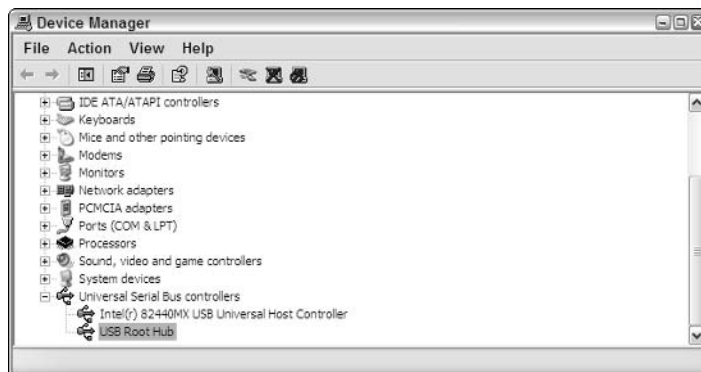 Device Manager
File Action View Help
IDE ATA/ATAPI controllers
Keyboards
Mice and other pointing devices
Modems
Monitors
Network adapters
PCMCIA adapters
Ports (COM & LPT)
Processors
Sound, video and game controllers
System devices
Universal Serial Bus controllers
Intel(r) 82440MX USB Universal Host Controller
USB Root Hub